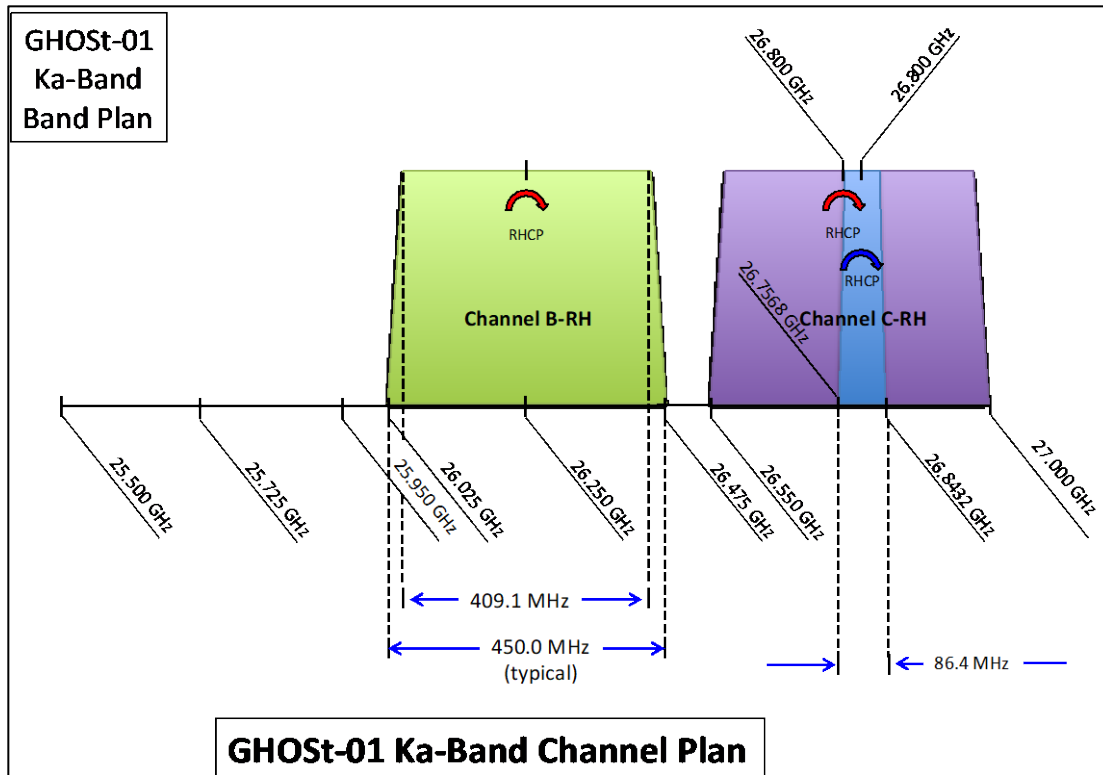 GHOSt-01
Ka-Band
Band Plan
26.800 GHz
26.800 GHz
RHCP
RHCP
RHCP
26.7568 GHz
Channel B-RH
Channel C-RH
25.500 GHz
25.725 GHz
25.950 GHz
26.025 GHz
26.250 GHz
26.475 GHz
26.550 GHz
26.8432 GHz
27.000 GHz
409.1 MHz
450.0 MHz
(typical)
86.4 MHz
GHOSt-01 Ka-Band Channel Plan